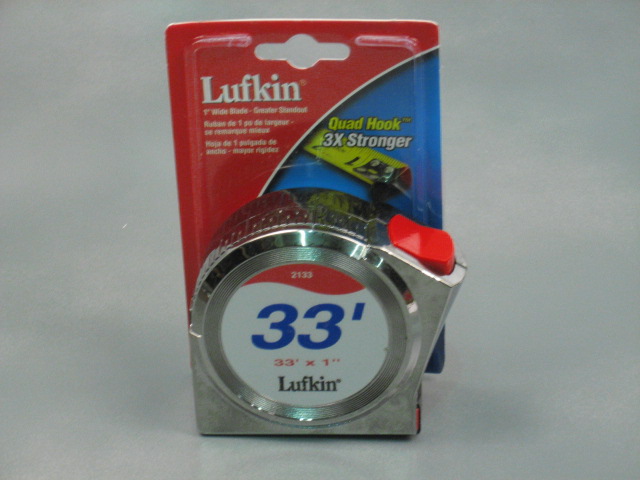 Lufkin®
1" Wide Blade - Greater Standout
Ruban de 1 po de largeur -
se remarque mieux
Hoja de 1 pulgada de
ancho - mayor rigidez
Quad Hook™
3X Stronger
2133
33'
33' x 1"
Lufkin®